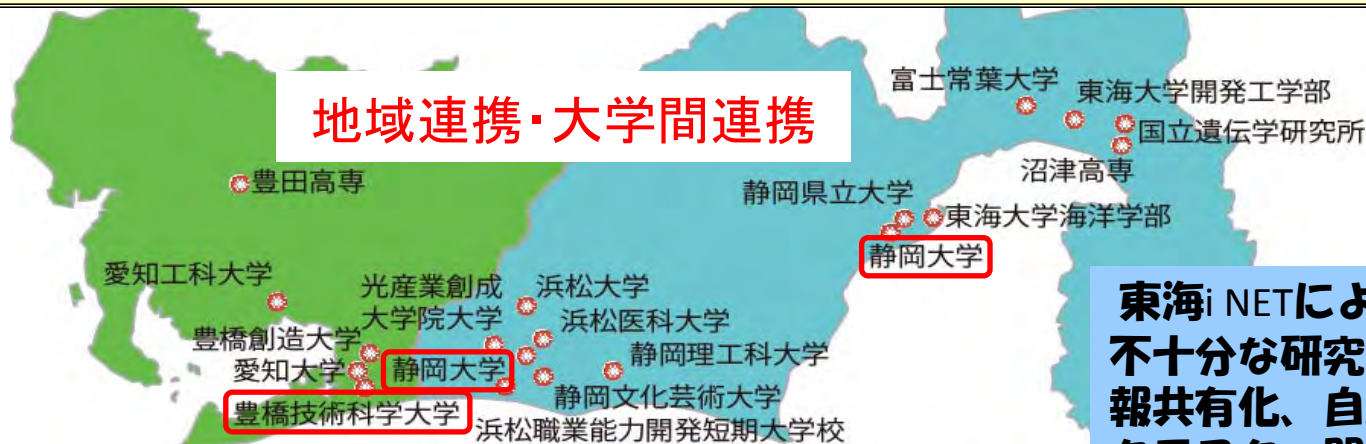 地域連携・大学間連携
富士常葉大学
東海大学開発工学部
国立遺伝学研究所
沼津高専
豊田高専
静岡県立大学
東海大学海洋学部
静岡大学
愛知工科大学
光産業創成
大学院大学
浜松大学
浜松医科大学
豊橋創造大学
愛知大学
静岡大学
静岡理工科大学
豊橋技術科学大学
静岡文化芸術大学
浜松職業能力開発短期大学校
東海i NETによ
不十分な研究
報共有化、自